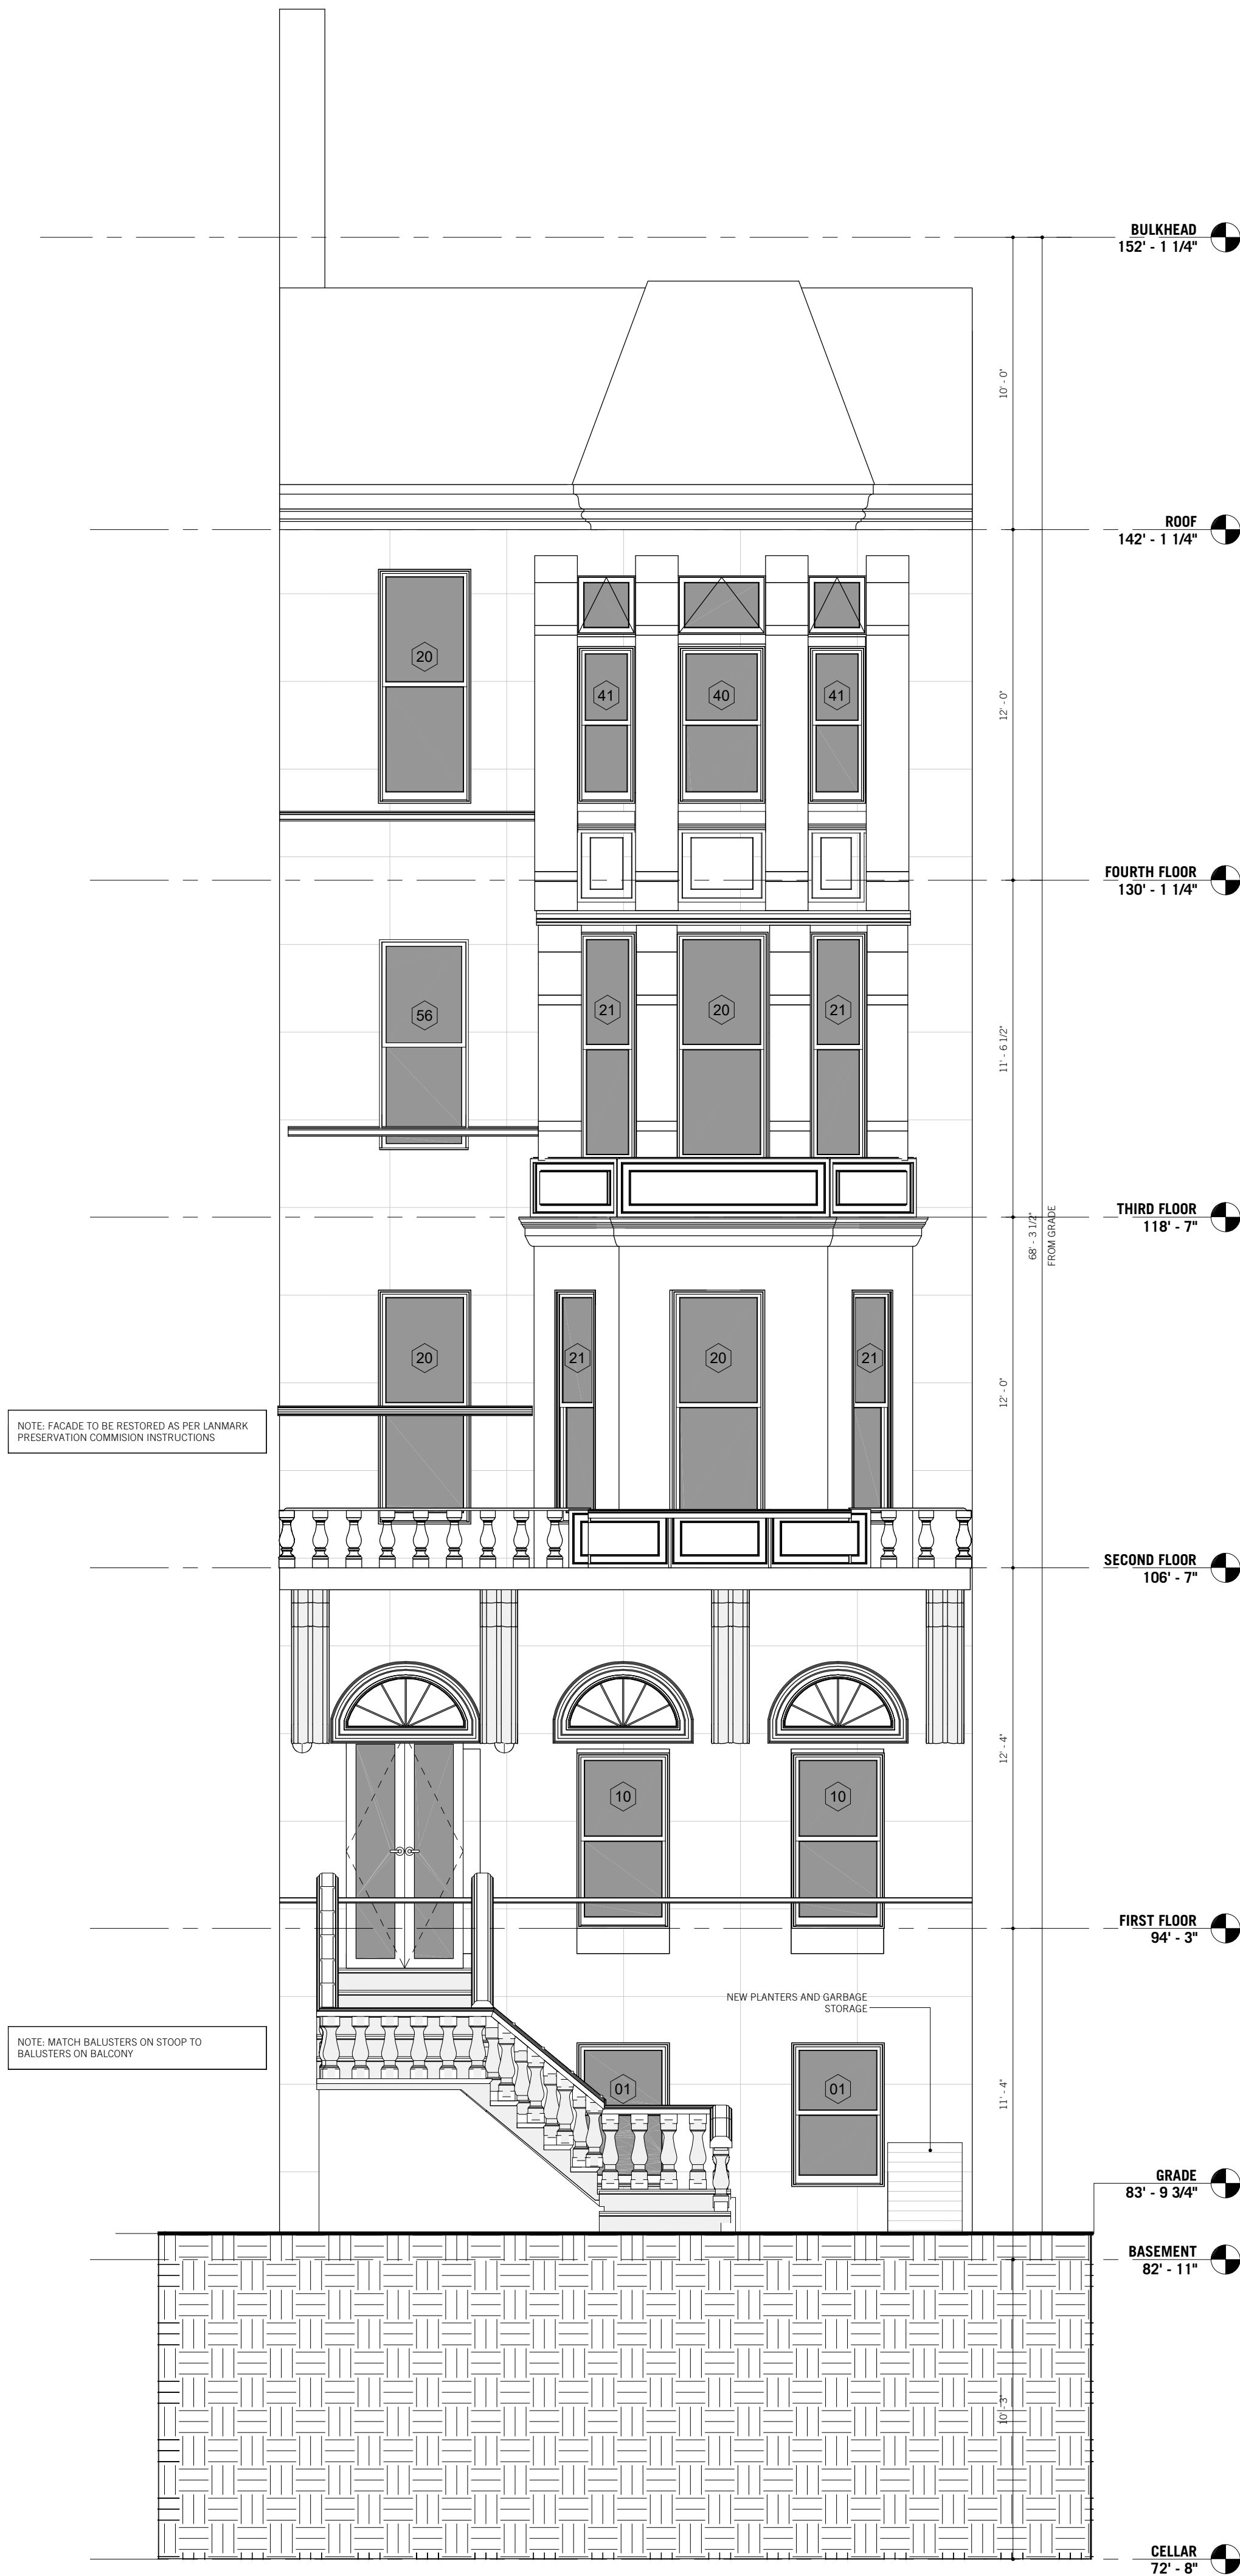 BULKHEAD
152' - 1 1/4"
10' - 0"
ROOF
142' - 1 1/4"
20
41
40
41
12' - 0"
FOURTH FLOOR
130' - 1 1/4"
56
21
20
21
11' - 6 1/2"
THIRD FLOOR
118' - 7"
68' - 3 1/2"
FROM GRADE
20
21
20
21
12' - 0"
NOTE: FACADE TO BE RESTORED AS PER LANMARK
PRESERVATION COMMISION INSTRUCTIONS
SECOND FLOOR
106' - 7"
12' - 4"
10
10
FIRST FLOOR
94' - 3"
NEW PLANTERS AND GARBAGE
STORAGE
NOTE: MATCH BALUSTERS ON STOOP TO
BALUSTERS ON BALCONY
01
01
11' - 4"
GRADE
83' - 9 3/4"
BASEMENT
82' - 11"
10' - 3"
CELLAR
72' - 8"